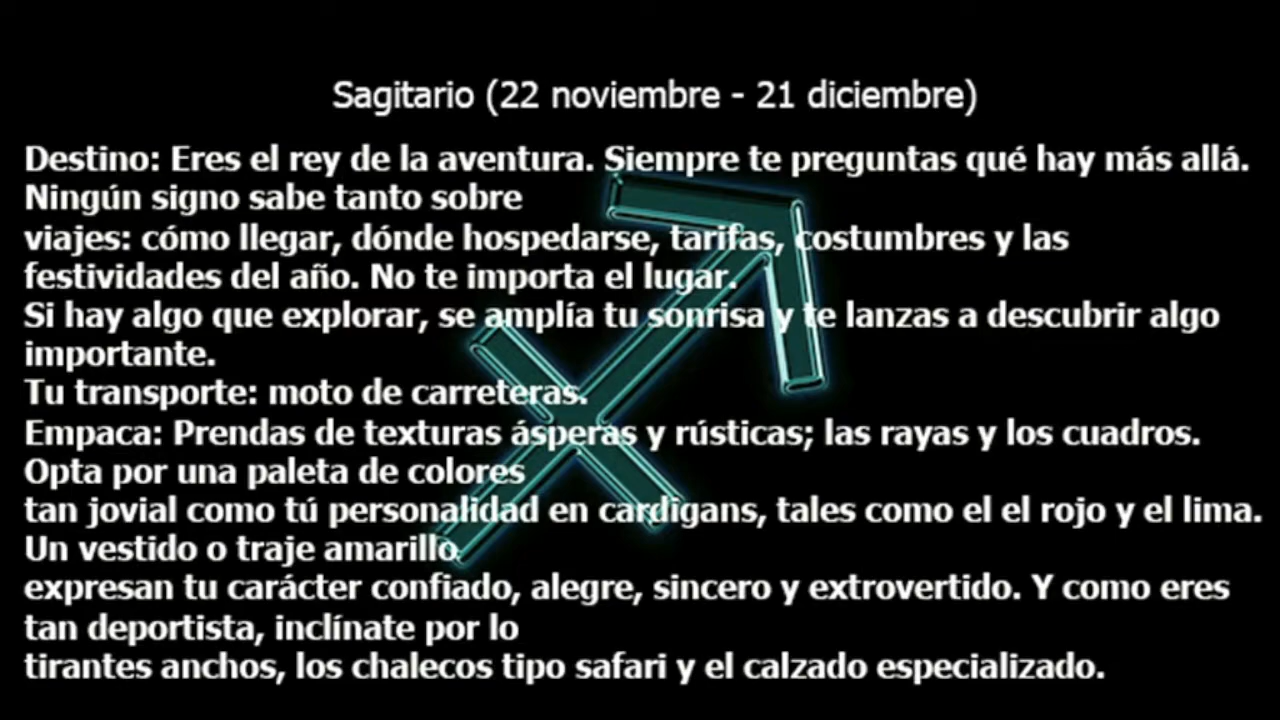 Sagitario (22 noviembre - 21 diciembre)
Destino: Eres el rey de la aventura. Siempre te preguntas qué hay más allá.
Ningún signo sabe tanto sobre
viajes: cómo llegar, dónde hospedarse, tarifas, costumbres y las
festividades del año. No te importa el lugar.
Si hay algo que explorar, se amplía tu sonrisa y te lanzas a descubrir algo
importante.
Tu transporte: moto de carreteras.
Empaca: Prendas de texturas ásperas y rústicas; las rayas y los cuadros.
Opta por una paleta de colores
tan jovial como tú personalidad en cardigans, tales como el el rojo y el lima.
Un vestido o traje amarillo
expresan tu carácter confiado, alegre, sincero y extrovertido. Y como eres
tan deportista, inclínate por lo
tirantes anchos, los chalecos tipo safari y el calzado especializado.